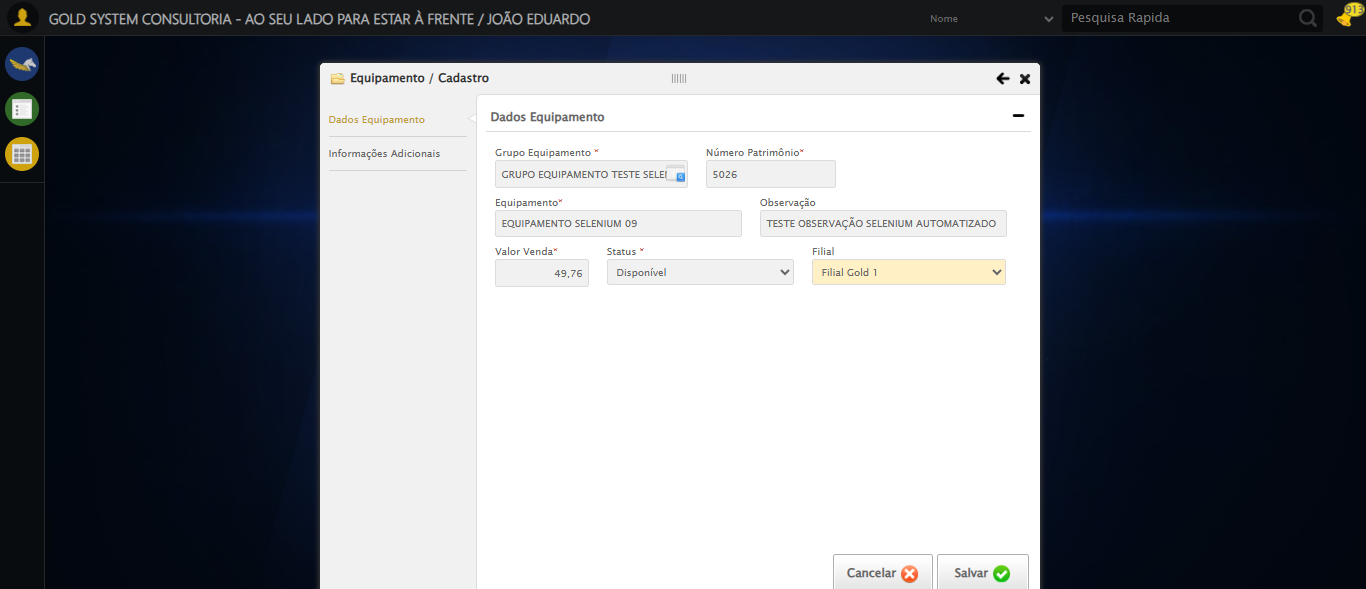 GOLD SYSTEM CONSULTORIA - AO SEU LADO PARA ESTAR À FRENTE / JOÃO EDUARDO
Nome
Pesquisa Rapida
913
Equipamento / Cadastro
Dados Equipamento
Informações Adicionais
Dados Equipamento
Grupo Equipamento * Número Patrimônio*
GRUPO EQUIPAMENTO TESTE SELE 5026
Equipamento* Observação
EQUIPAMENTO SELENIUM 09 TESTE OBSERVAÇÃO SELENIUM AUTOMATIZADO
Valor Venda* Status * Filial
49,76 Disponível Filial Gold 1
Cancelar Salvar